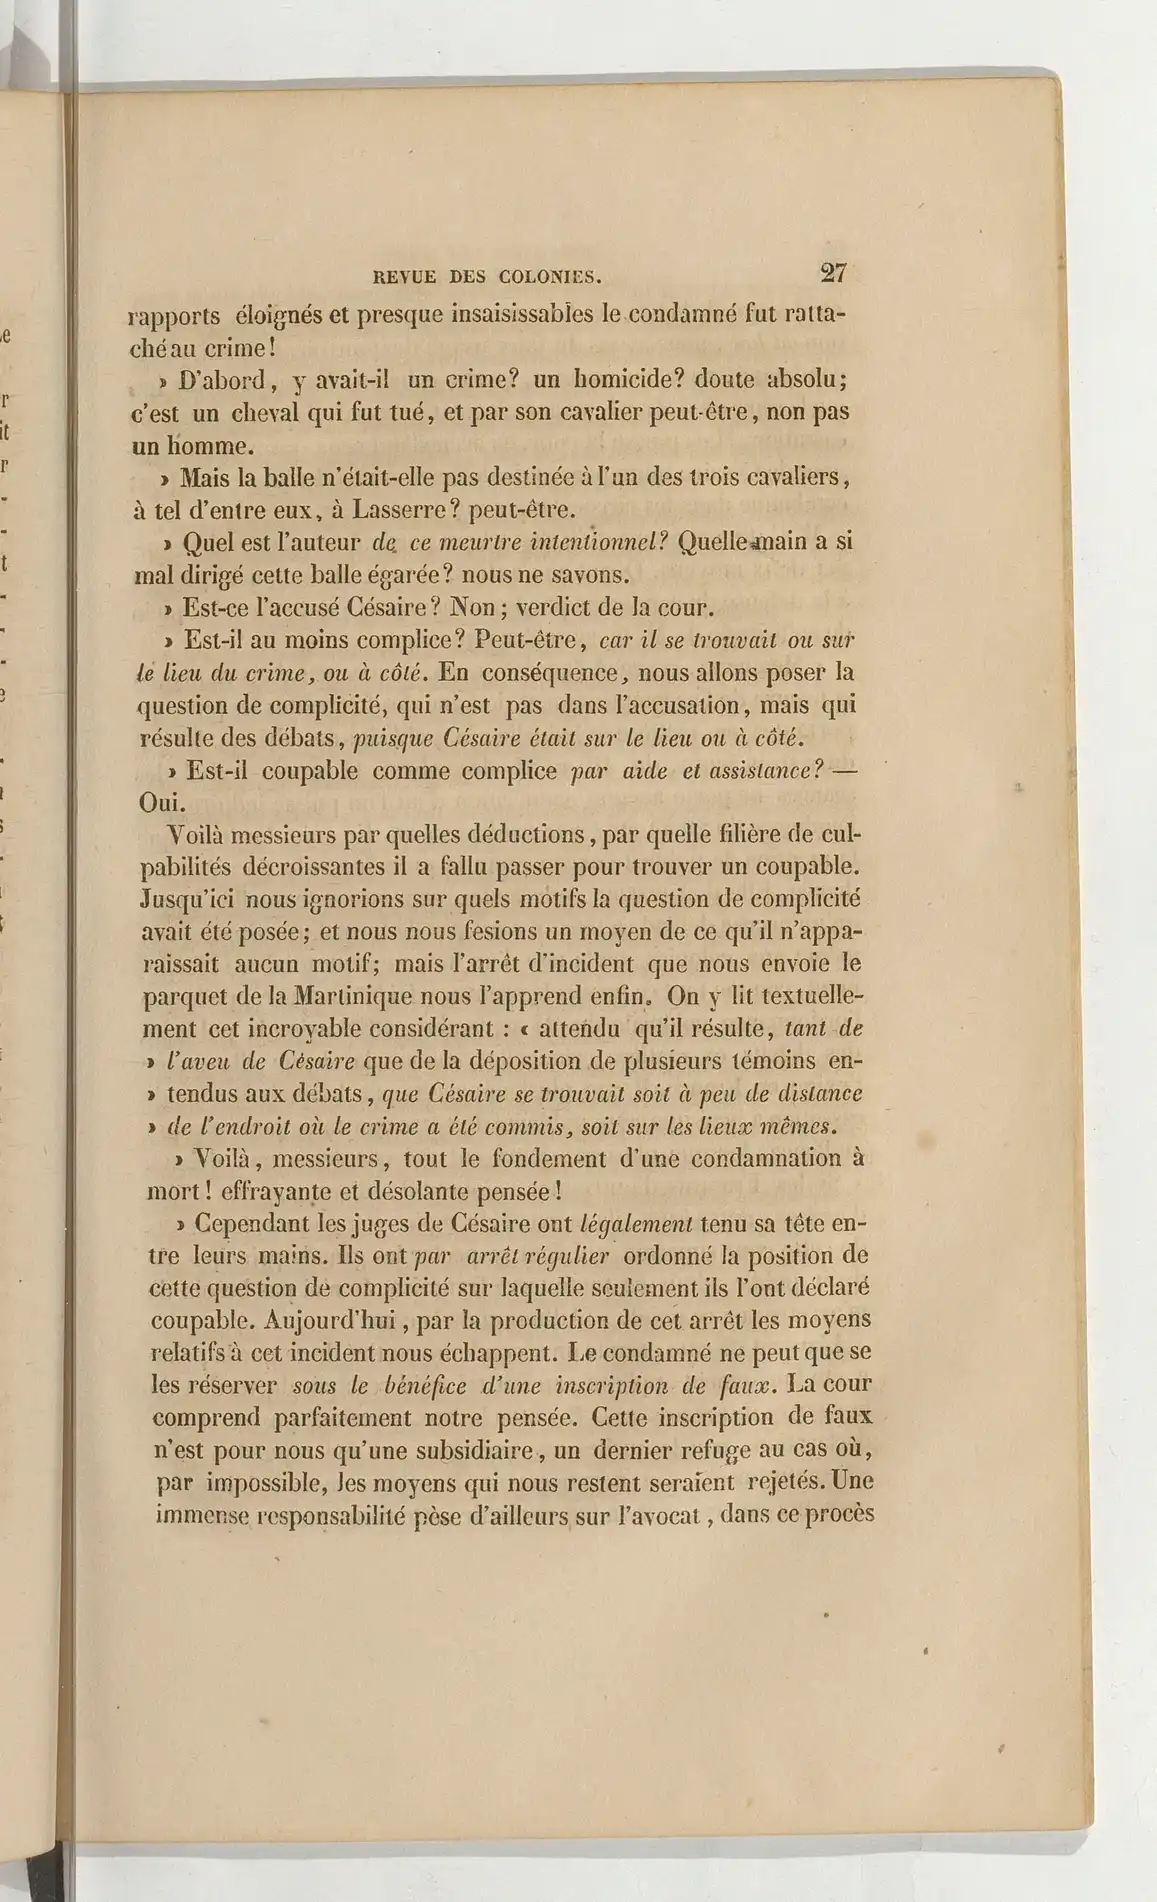 REVUE DES COLONIES. 27
rapports éloignés et presque insaisissables le condamné fut ratta-
ché au crime!
» D'abord, y avait-il un crime? un homicide? doute absolu;
c'est un cheval qui fut tué, et par son cavalier peut-être, non pas
un homme.
» Mais la balle n'était-elle pas destinée à l'un des trois cavaliers,
à tel d'entre eux, à Lasserre? peut-être.
» Quel est l'auteur de ce meurtre intentionnel? Quelle main a si
mal dirigé cette balle égarée? nous ne savons.
» Est-ce l'accusé Césaire? Non; verdict de la cour.
» Est-il au moins complice? Peut-être, car il se trouvait ou sur
le lieu du crime, ou à côté. En conséquence, nous allons poser la
question de complicité, qui n'est pas dans l'accusation, mais qui
résulte des débats, puisque Césaire était sur le lieu ou à côté.
» Est-il coupable comme complice par aide et assistance? —
Oui.
Voilà messieurs par quelles déductions, par quelle filière de cul-
pabilités décroissantes il a fallu passer pour trouver un coupable.
Jusqu'ici nous ignorions sur quels motifs la question de complicité
avait été posée; et nous nous fesions un moyen de ce qu'il n'appa-
raissait aucun motif; mais l'arrêt d'incident que nous envoie le
parquet de la Martinique nous l'apprend enfin. On y lit textuelle-
ment cet incroyable considérant : « attendu qu'il résulte, tant de
» l'aveu de Césaire que de la déposition de plusieurs témoins en-
» tendus aux débats, que Césaire se trouvait soit à peu de distance
» de l'endroit où le crime a été commis, soit sur les lieux mêmes.
» Voilà, messieurs, tout le fondement d'une condamnation à
mort! effrayante et désolante pensée!
» Cependant les juges de Césaire ont légalement tenu sa tête en-
tre leurs mains. Ils ont par arrêt régulier ordonné la position de
cette question de complicité sur laquelle seulement ils l'ont déclaré
coupable. Aujourd'hui, par la production de cet arrêt les moyens
relatifs à cet incident nous échappent. Le condamné ne peut que se
les réserver sous le bénéfice d'une inscription de faux. La cour
comprend parfaitement notre pensée. Cette inscription de faux
n'est pour nous qu'une subsidiaire, un dernier refuge au cas où,
par impossible, les moyens qui nous restent seraient rejetés. Une
immense responsabilité pèse d'ailleurs sur l'avocat, dans ce procès